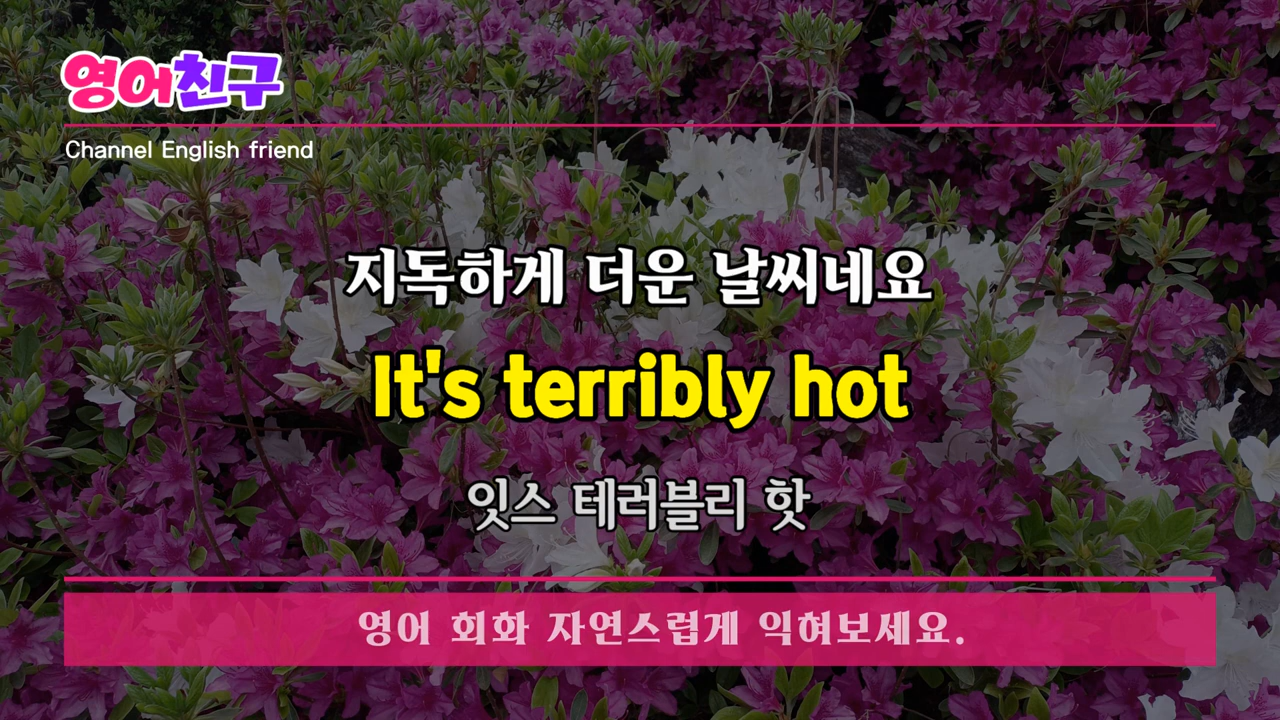 영어친구
Channel English friend
지독하게 더운 날씨네요
It's terribly hot
잇스 테러블리 핫
영어 회화 자연스럽게 익혀보세요.